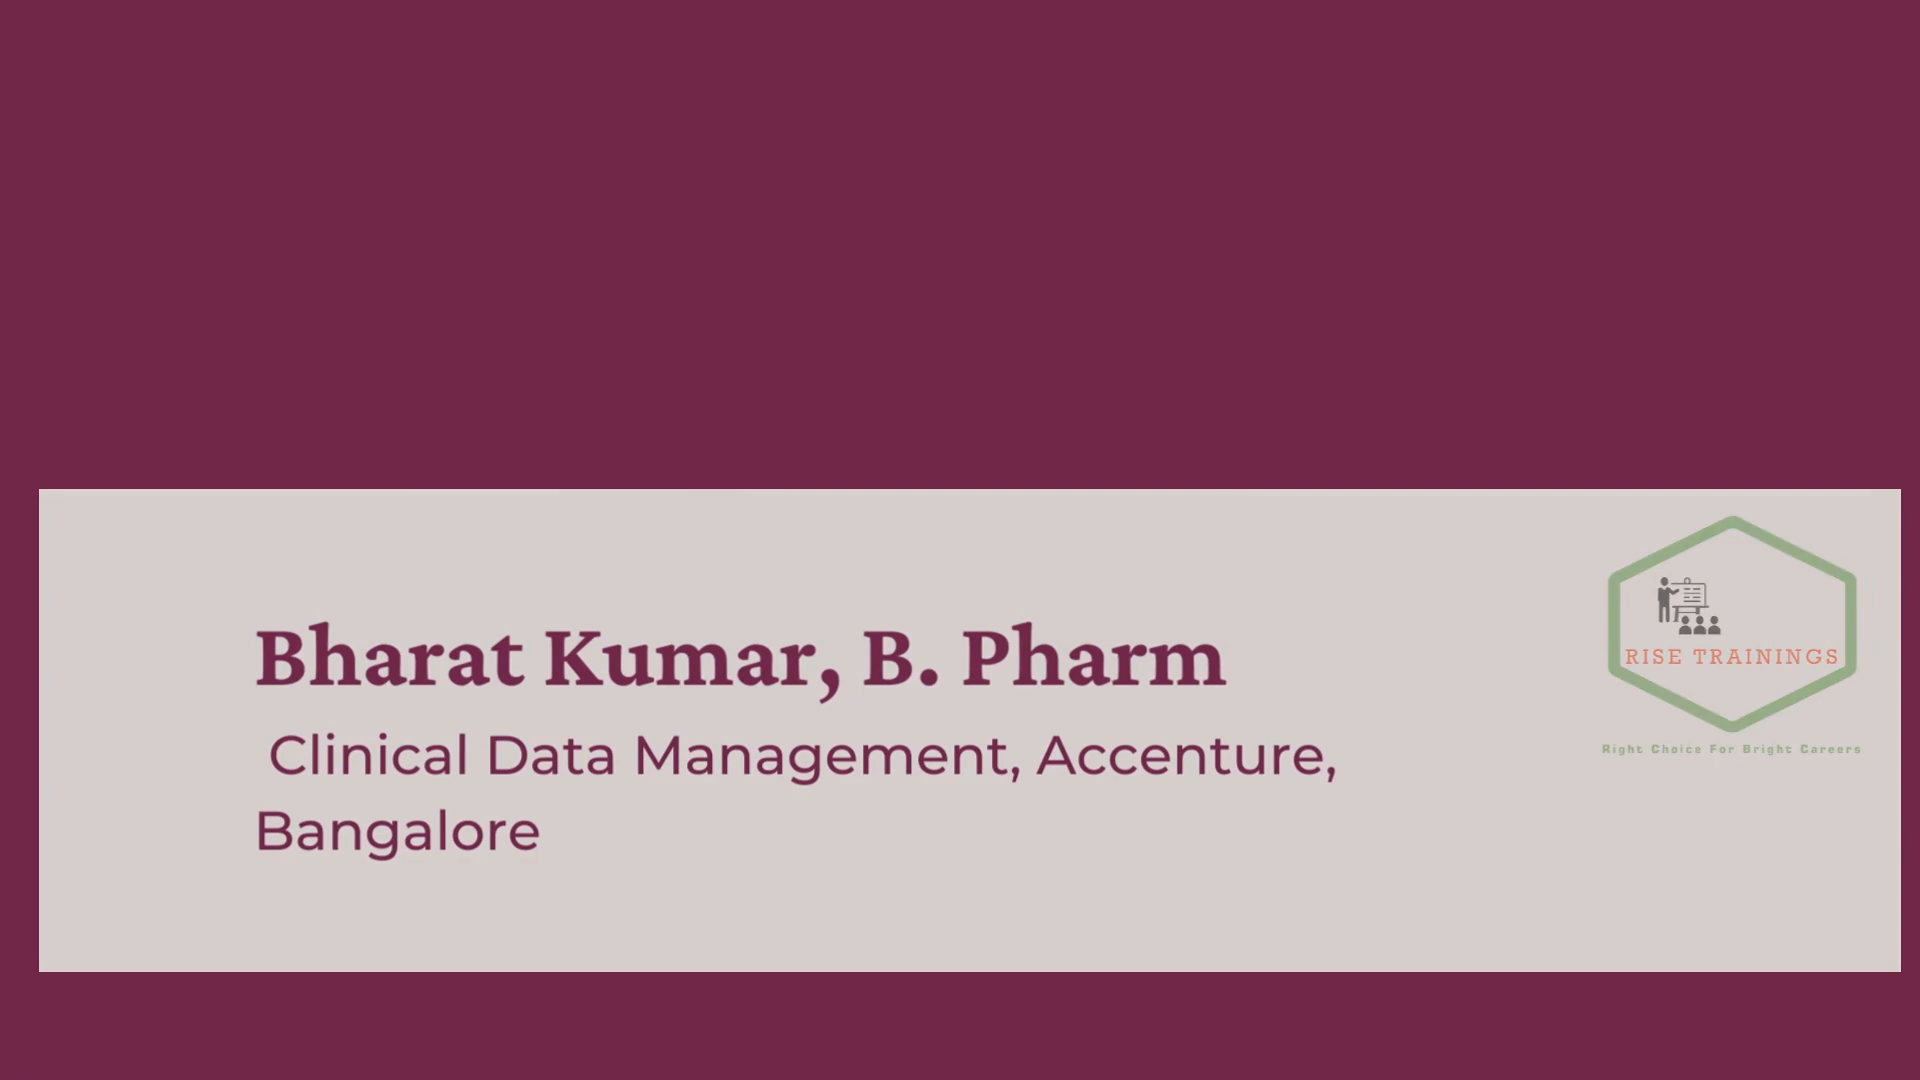 Bharat Kumar, B. Pharm
Clinical Data Management, Accenture,
Bangalore
RISE TRAININGS
Right Choice For Bright Careers